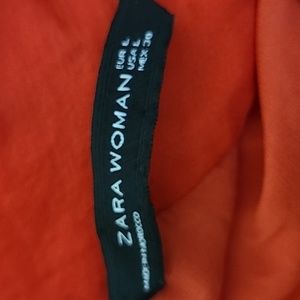 ZARA WOMAN
EUR L
USA L
MEX 30
MADE IN MOROCCO